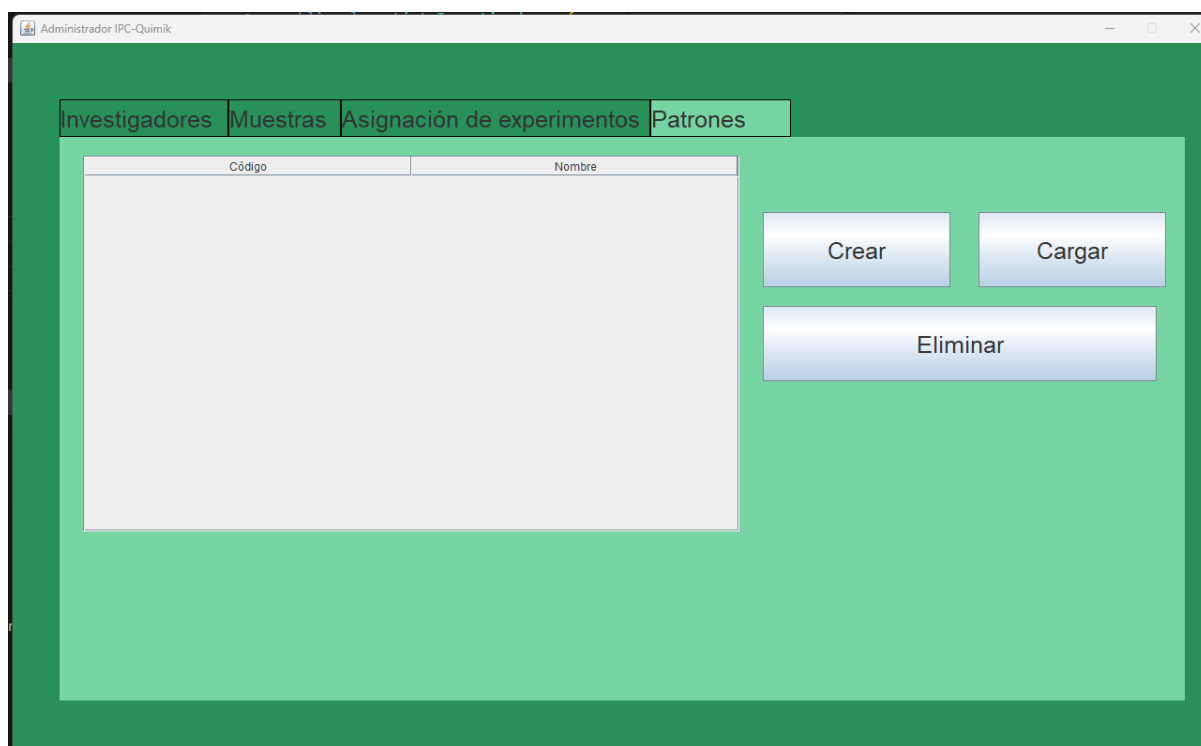 Administrador IPC-Quimik
Investigadores Muestras Asignación de experimentos Patrones
Código Nombre
Crear Cargar
Eliminar